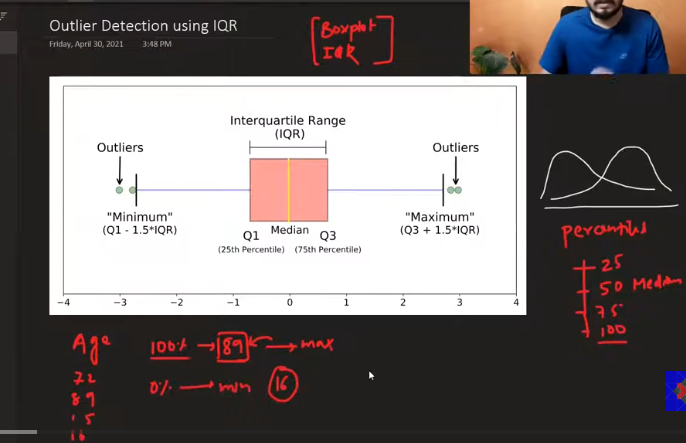 Outlier Detection using IQR
Friday, April 30, 2021 3:48 PM
[Boxplot
IQR]
Interquartile Range
(IQR)
Outliers
Outliers
"Minimum"
(Q1 - 1.5*IQR)
Q1
(25th Percentile)
Median
Q3
(75th Percentile)
"Maximum"
(Q3 + 1.5*IQR)
-4 -3 -2 -1 0 1 2 3 4
percentiles
25
50 Median
75
100
Age
72
89
15
16
100% → 89 → max
0% → min 16